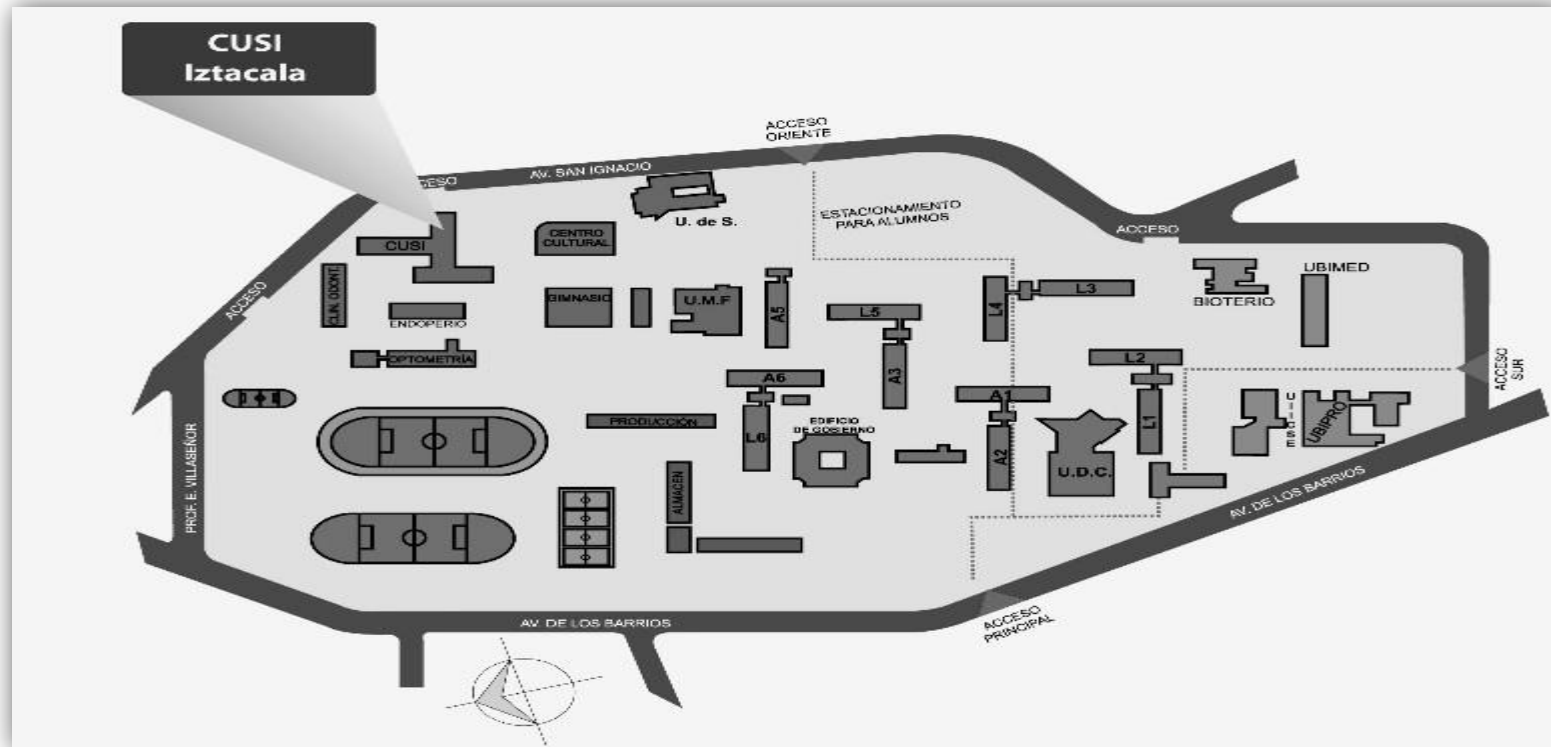 CUSI
Iztacala
ACCESO
ORIENTE
AV. SAN IGNACIO
U. de S.
ESTACIONAMIENTO
PARA ALUMNOS
ACCESO
CUSI
CENTRO
CULTURAL
CLIN. ODONT.
ENDOPERIO
GIMNASIO
U.M.F
A5
L5
L4
L3
BIOTERIO
UBIMED
ACCESO
OPTOMETRÍA
A6
A3
L2
ACCESO
SUR
PRODUCCIÓN
L6
EDIFICIO
DE GOBIERNO
A1
A2
U.D.C.
L1
UIICSE
UBIPRO
ALMACEN
PROF. E. VILLASEÑOR
AV. DE LOS BARRIOS
AV. DE LOS BARRIOS
ACCESO
PRINCIPAL